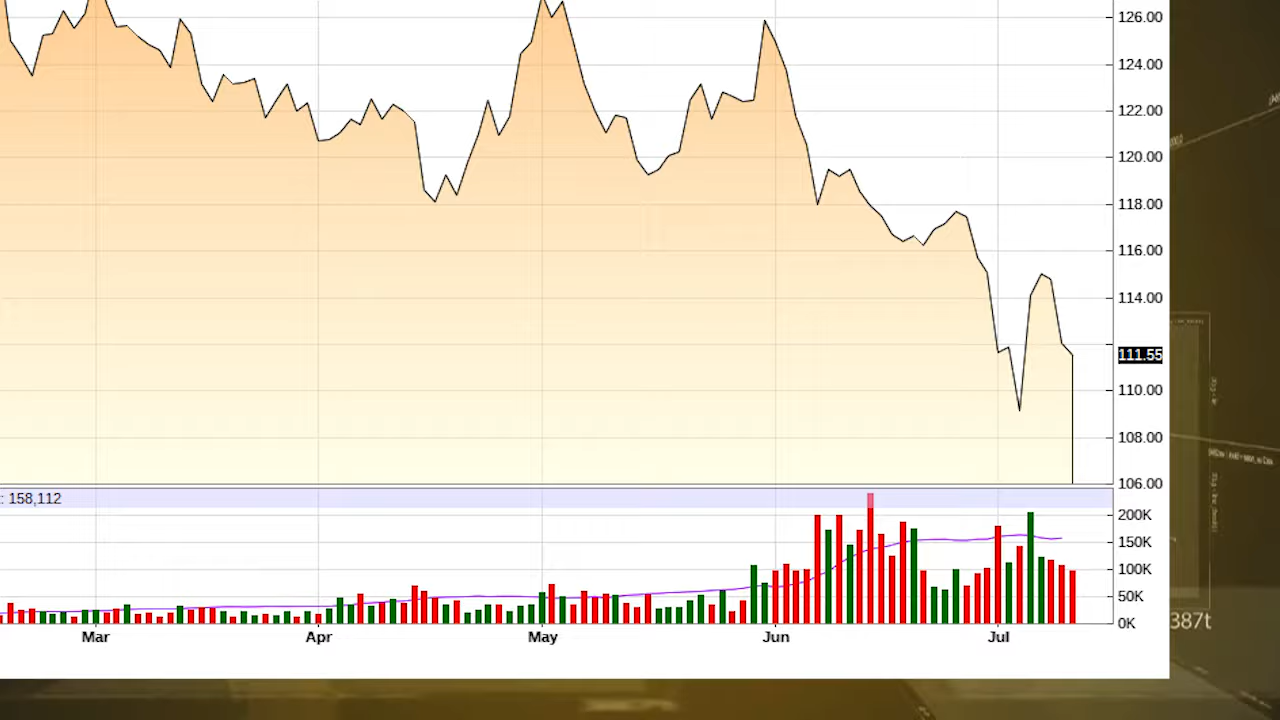 126.00
124.00
122.00
120.00
118.00
116.00
114.00
111.55
110.00
108.00
106.00
: 158,112
200K
150K
100K
50K
0K
Mar Apr May Jun Jul
387t